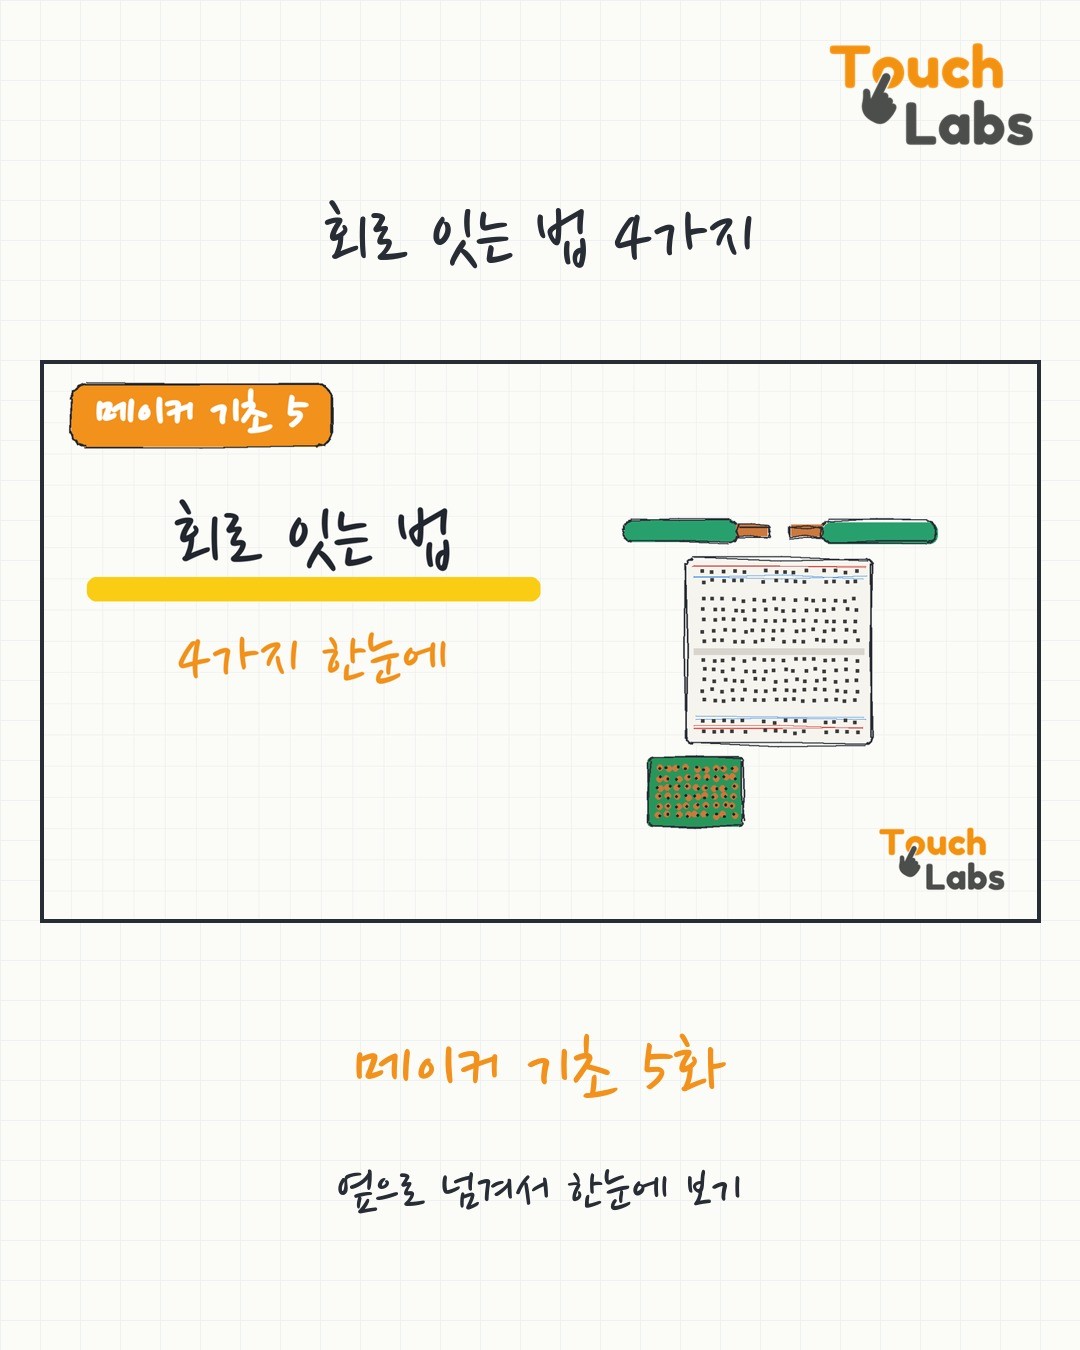 Touch
Labs
회로 잇는 법 4가지
메이커 기초 5
회로 잇는 법
4가지 한눈에
Touch
Labs
메이커 기초 5화
옆으로 넘겨서 한눈에 보기